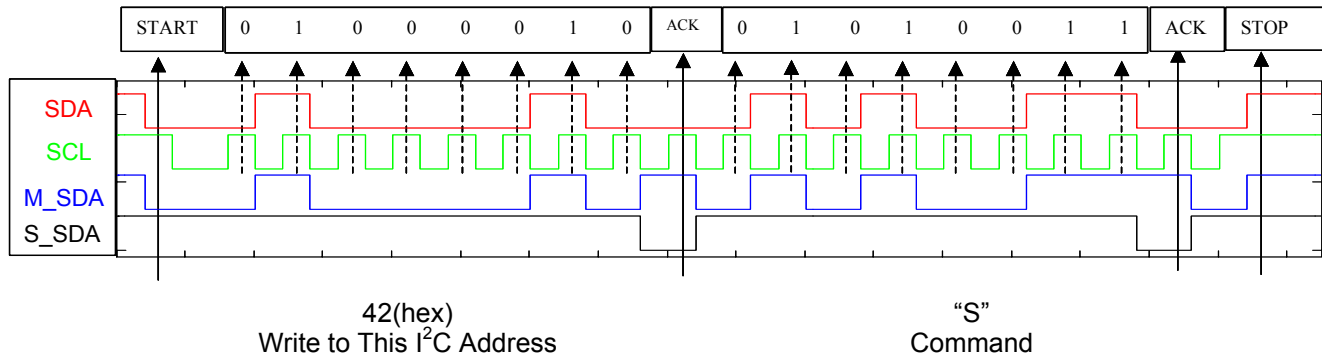 START 0 1 0 0 0 0 1 0 ACK 0 1 0 1 0 0 1 1 ACK STOP
SDA
SCL
M_SDA
S_SDA
42(hex)
Write to This I²C Address
“S”
Command